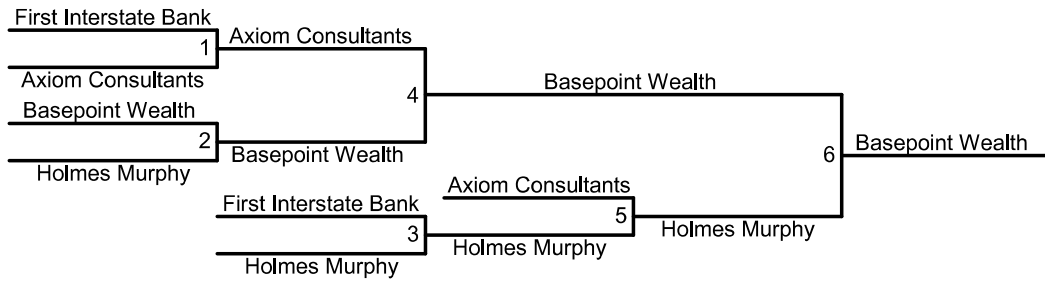 First Interstate Bank
1
Axiom Consultants
Axiom Consultants
4
Basepoint Wealth
Basepoint Wealth
2
Holmes Murphy
Basepoint Wealth
6
Basepoint Wealth
First Interstate Bank
3
Holmes Murphy
Axiom Consultants
5
Holmes Murphy
Holmes Murphy